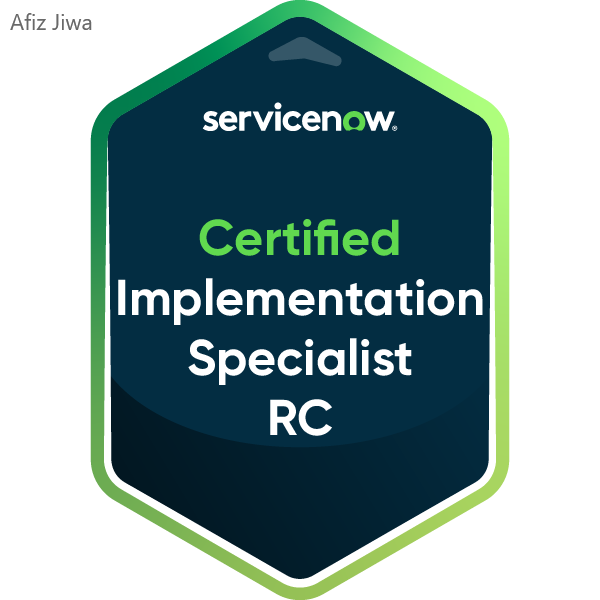 Afiz Jiwa
servicenow®
Certified
Implementation
Specialist
RC